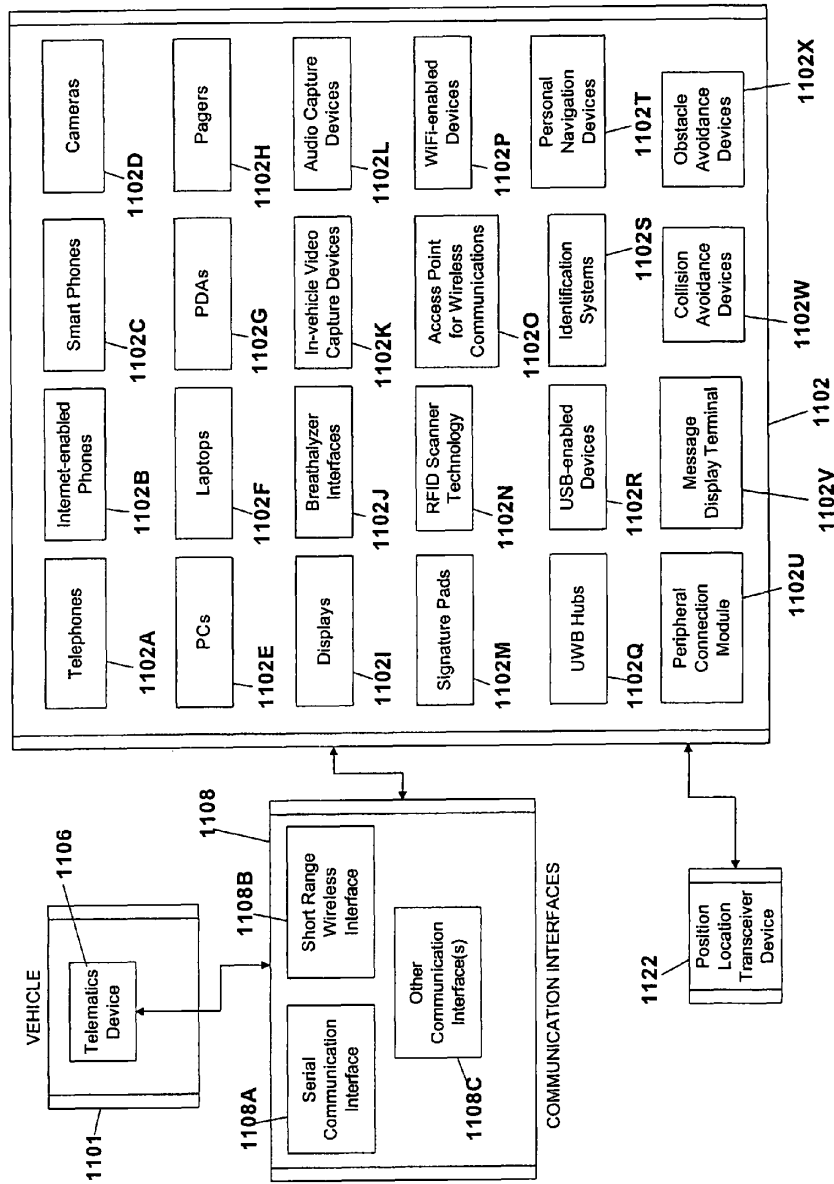 VEHICLE
1101
Telematics
Device
1106
1108
Serial
Communication
Interface
1108A
Short Range
Wireless
Interface
1108B
Other
Communication
Interface(s)
1108C
COMMUNICATION INTERFACES
Position
Location
Transceiver
Device
1122
Telephones
1102A
Internet-enabled
Phones
1102B
Smart Phones
1102C
Cameras
1102D
PCs
1102E
Laptops
1102F
PDAs
1102G
Pagers
1102H
Displays
1102I
Breathalyzer
Interfaces
1102J
In-vehicle Video
Capture Devices
1102K
Audio Capture
Devices
1102L
Signature Pads
1102M
RFID Scanner
Technology
1102N
Access Point
for Wireless
Communications
1102O
WiFi-enabled
Devices
1102P
UWB Hubs
1102Q
USB-enabled
Devices
1102R
Identification
Systems
1102S
Personal
Navigation
Devices
1102T
Peripheral
Connection
Module
1102U
Message
Display Terminal
1102V
Collision
Avoidance
Devices
1102W
Obstacle
Avoidance
Devices
1102X
1102